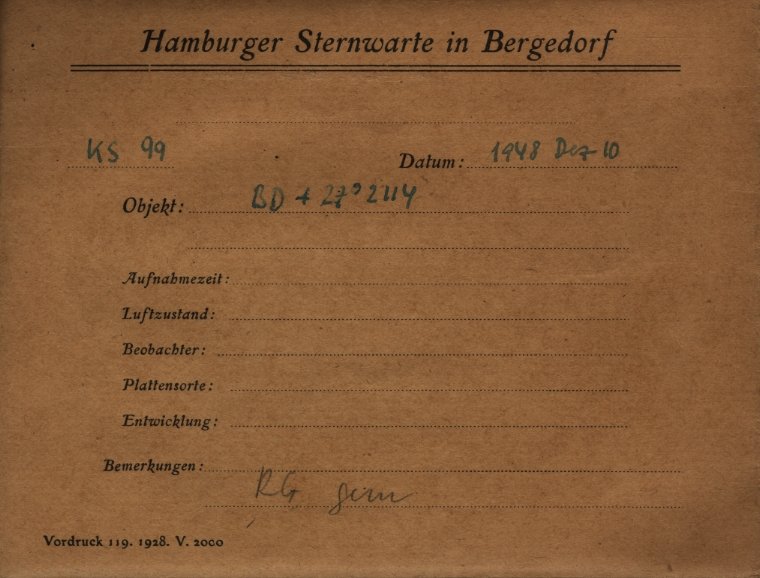 Hamburger Sternwarte in Bergedorf
KS 99 Datum: 1948 Dez 10
Objekt: BD + 27° 2114
Aufnahmezeit:
Luftzustand:
Beobachter:
Plattensorte:
Entwicklung:
Bemerkungen:
RG
Vordruck 119. 1928. V. 2000